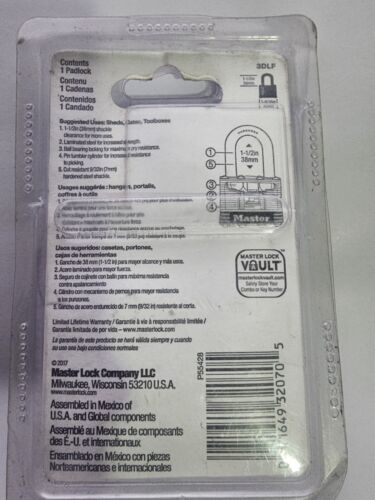 Contents
1 Padlock
Contenu
1 Cadenas
Contenidos
1 Candado
3DLF
Suggested Uses: Sheds, Gates, Toolboxes
1. 1-1/2in (38mm) shackle
clearance for more uses.
2. Laminated steel for increased strength.
3. Ball bearing locking for maximum pry resistance.
4. Pin tumbler cylinder for increased resistance
to picking.
5. Cut resistant 9/32in (7mm)
hardened steel shackle.
1-1/2in
38mm
Master
Usages suggérés: hangars, portails,
coffres à outils
Usos sugeridos: casetas, portones,
cajas de herramientas
1. Gancho de 38 mm (1-1/2 in) para mayor alcance y más usos.
2. Acero laminado para mayor fuerza.
3. Seguro de cojinete con balín para máxima resistencia
contra apalancamiento
4. Cilindro con mecanismo de pernos para mayor resistencia
a los punzones.
5. Gancho de acero endurecido de 7 mm (9/32 in) resistente al corte.
MASTER LOCK
VAULT
masterlockvault.com
Safely Store Your
Combo or Key Number
Limited Lifetime Warranty / Garantie à vie à responsabilité limitée /
Garantía limitada de por vida – www.masterlock.com.
La garantía de este producto se hará válida siempre y cuando
su use sea bajo condiciones normales
©2017
Master Lock Company LLC
Milwaukee, Wisconsin 53210 U.S.A.
www.masterlock.com
Assembled in Mexico of
U.S.A. and Global components
Assemblé au Mexique de composants
des É.-U. et internationaux
Ensamblado en México con piezas
Norteamericanas e internacionales
P55428
71649 32070 5